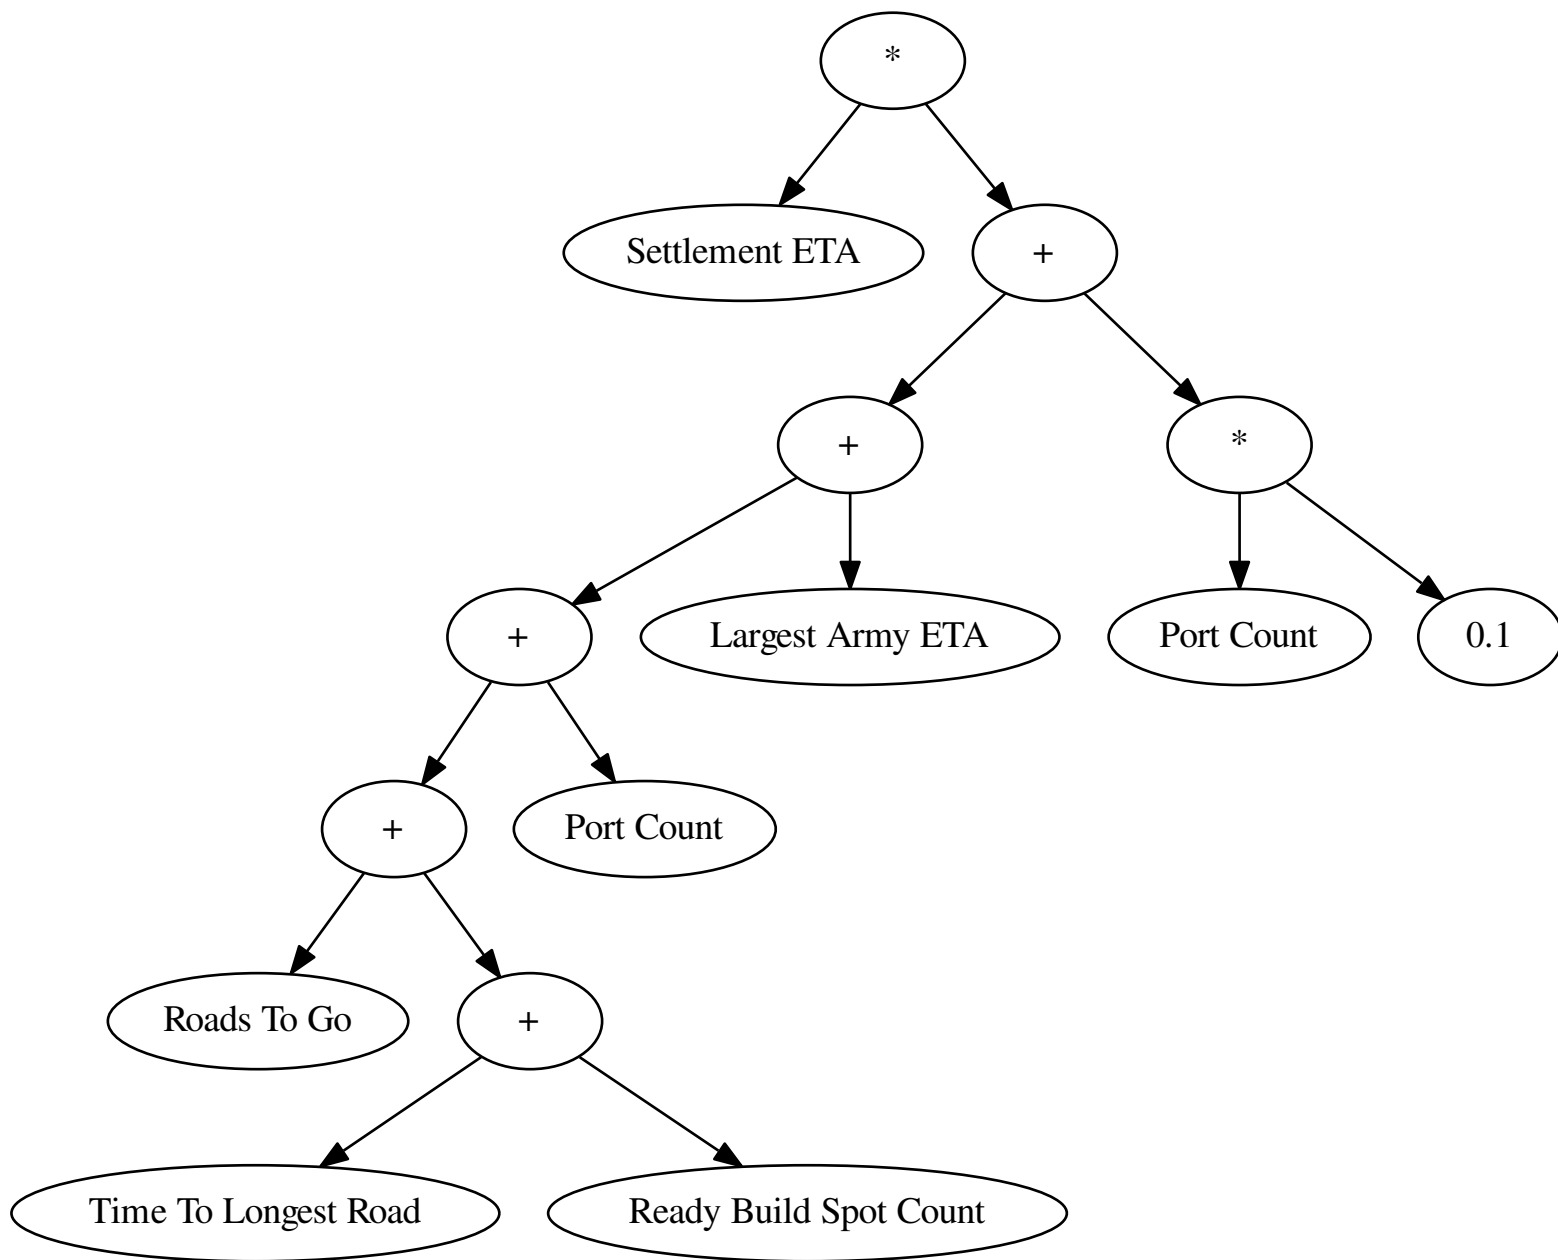 *
Settlement ETA
+
+
*
+
Largest Army ETA
Port Count
0.1
+
Port Count
Roads To Go
+
Time To Longest Road
Ready Build Spot Count